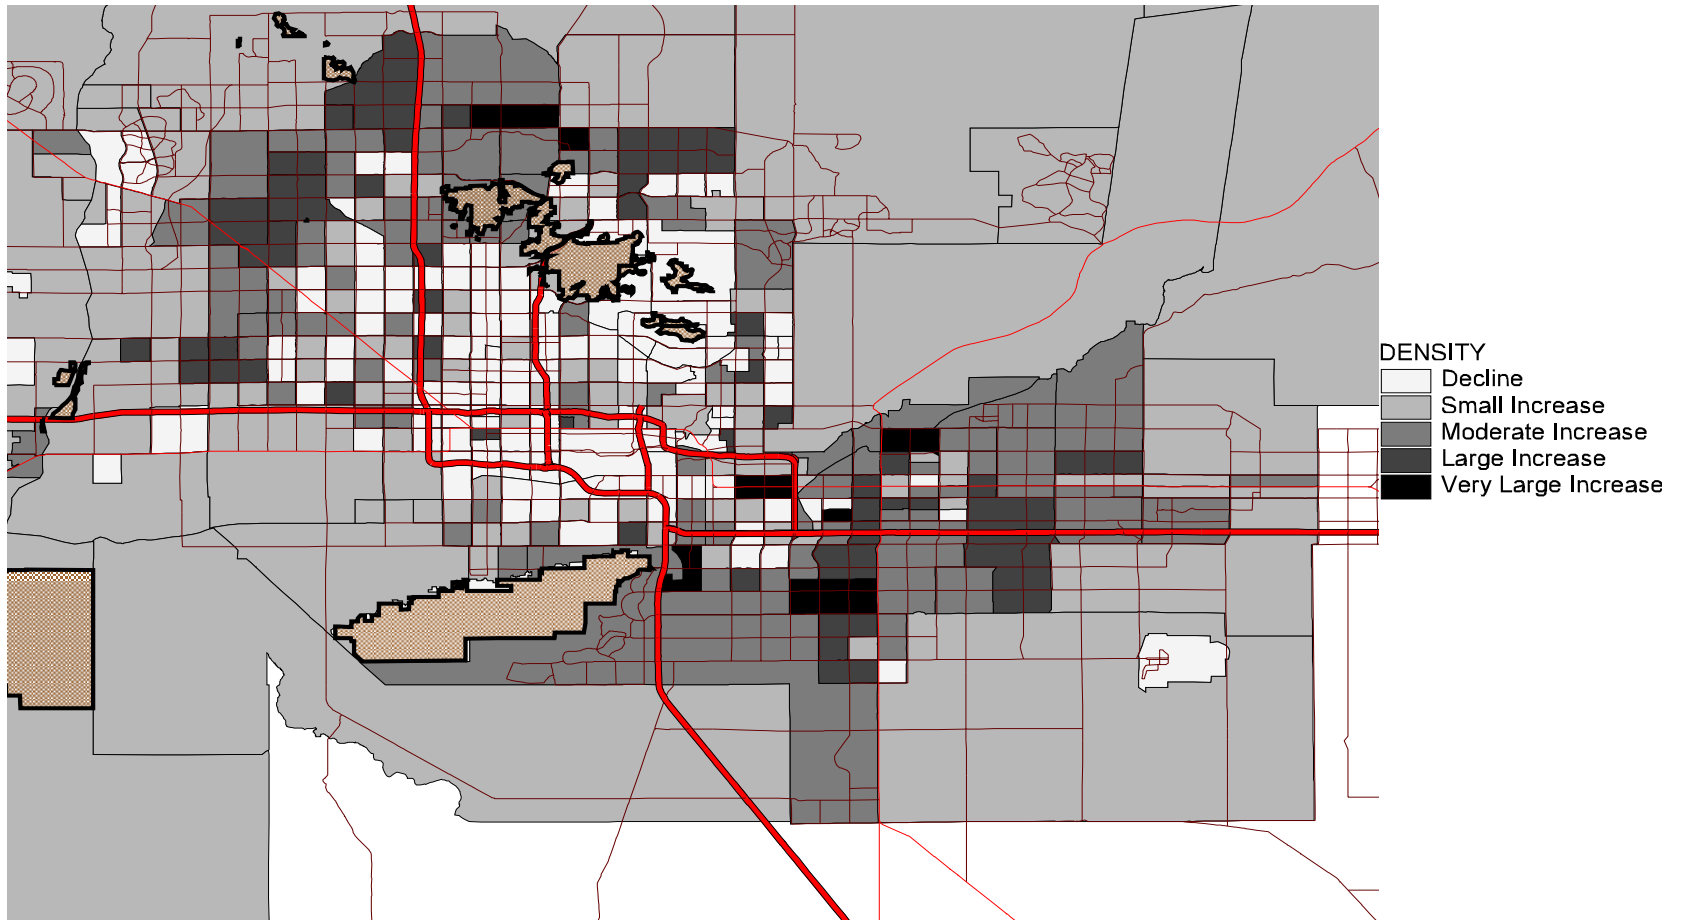 DENSITY
Decline
Small Increase
Moderate Increase
Large Increase
Very Large Increase